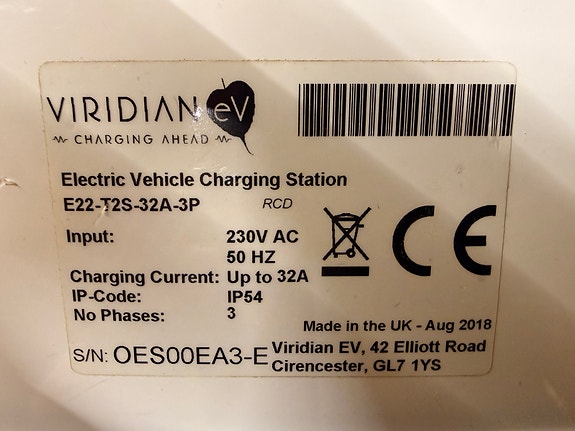 VIRIDIAN eV
CHARGING AHEAD
Electric Vehicle Charging Station
E22-T2S-32A-3P RCD
Input: 230V AC
50 HZ
Charging Current: Up to 32A
IP-Code: IP54
No Phases: 3
CE
Made in the UK - Aug 2018
S/N: OES00EA3-E Viridian EV, 42 Elliott Road
Cirencester, GL7 1YS